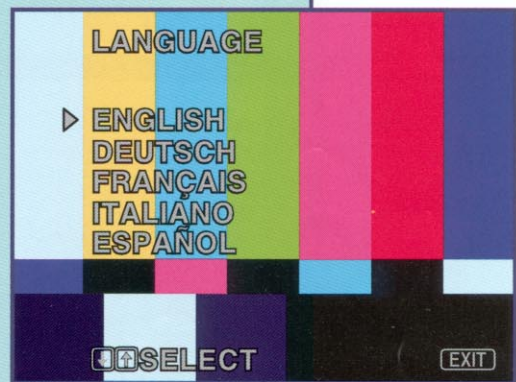 LANGUAGE
ENGLISH
DEUTSCH
FRANÇAIS
ITALIANO
ESPAÑOL
↓↑SELECT
EXIT